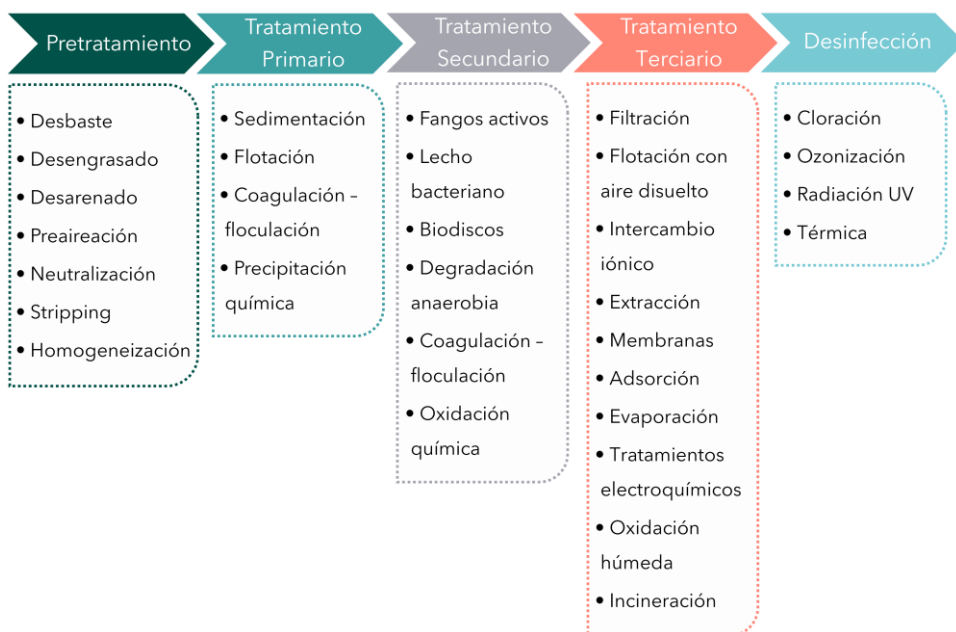 Pretratamiento
• Desbaste
• Desengrasado
• Desarenado
• Preaireación
• Neutralización
• Stripping
• Homogeneización
Tratamiento
Primario
• Sedimentación
• Flotación
• Coagulación –
floculación
• Precipitación
química
Tratamiento
Secundario
• Fangos activos
• Lecho
bacteriano
• Biodiscos
• Degradación
anaerobia
• Coagulación –
floculación
• Oxidación
química
Tratamiento
Terciario
• Filtración
• Flotación con
aire disuelto
• Intercambio
iónico
• Extracción
• Membranas
• Adsorción
• Evaporación
• Tratamientos
electroquímicos
• Oxidación
húmeda
• Incineración
Desinfección
• Cloración
• Ozonización
• Radiación UV
• Térmica